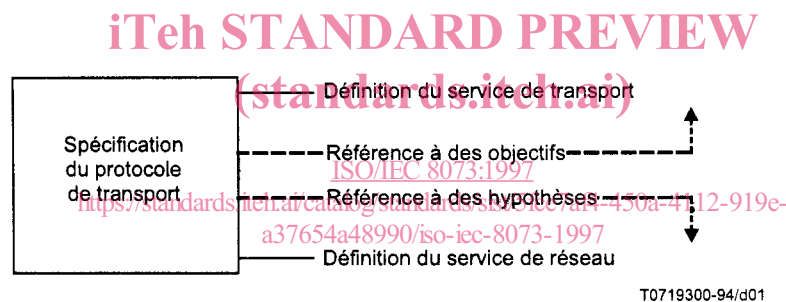 iTeh STANDARD PREVIEW
(standards.iteh.ai)
Définition du service de transport
Spécification
du protocole
de transport
Référence à des objectifs
ISO/IEC 8073:1997
Référence à des hypothèses
a37654a48990/iso-iec-8073-1997
Définition du service de réseau
T0719300-94/d01